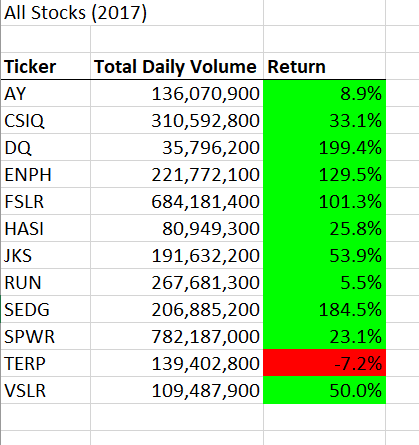 All Stocks (2017)
Ticker Total Daily Volume Return
AY 136,070,900 8.9%
CSIQ 310,592,800 33.1%
DQ 35,796,200 199.4%
ENPH 221,772,100 129.5%
FSLR 684,181,400 101.3%
HASI 80,949,300 25.8%
JKS 191,632,200 53.9%
RUN 267,681,300 5.5%
SEDG 206,885,200 184.5%
SPWR 782,187,000 23.1%
TERP 139,402,800 -7.2%
VSLR 109,487,900 50.0%